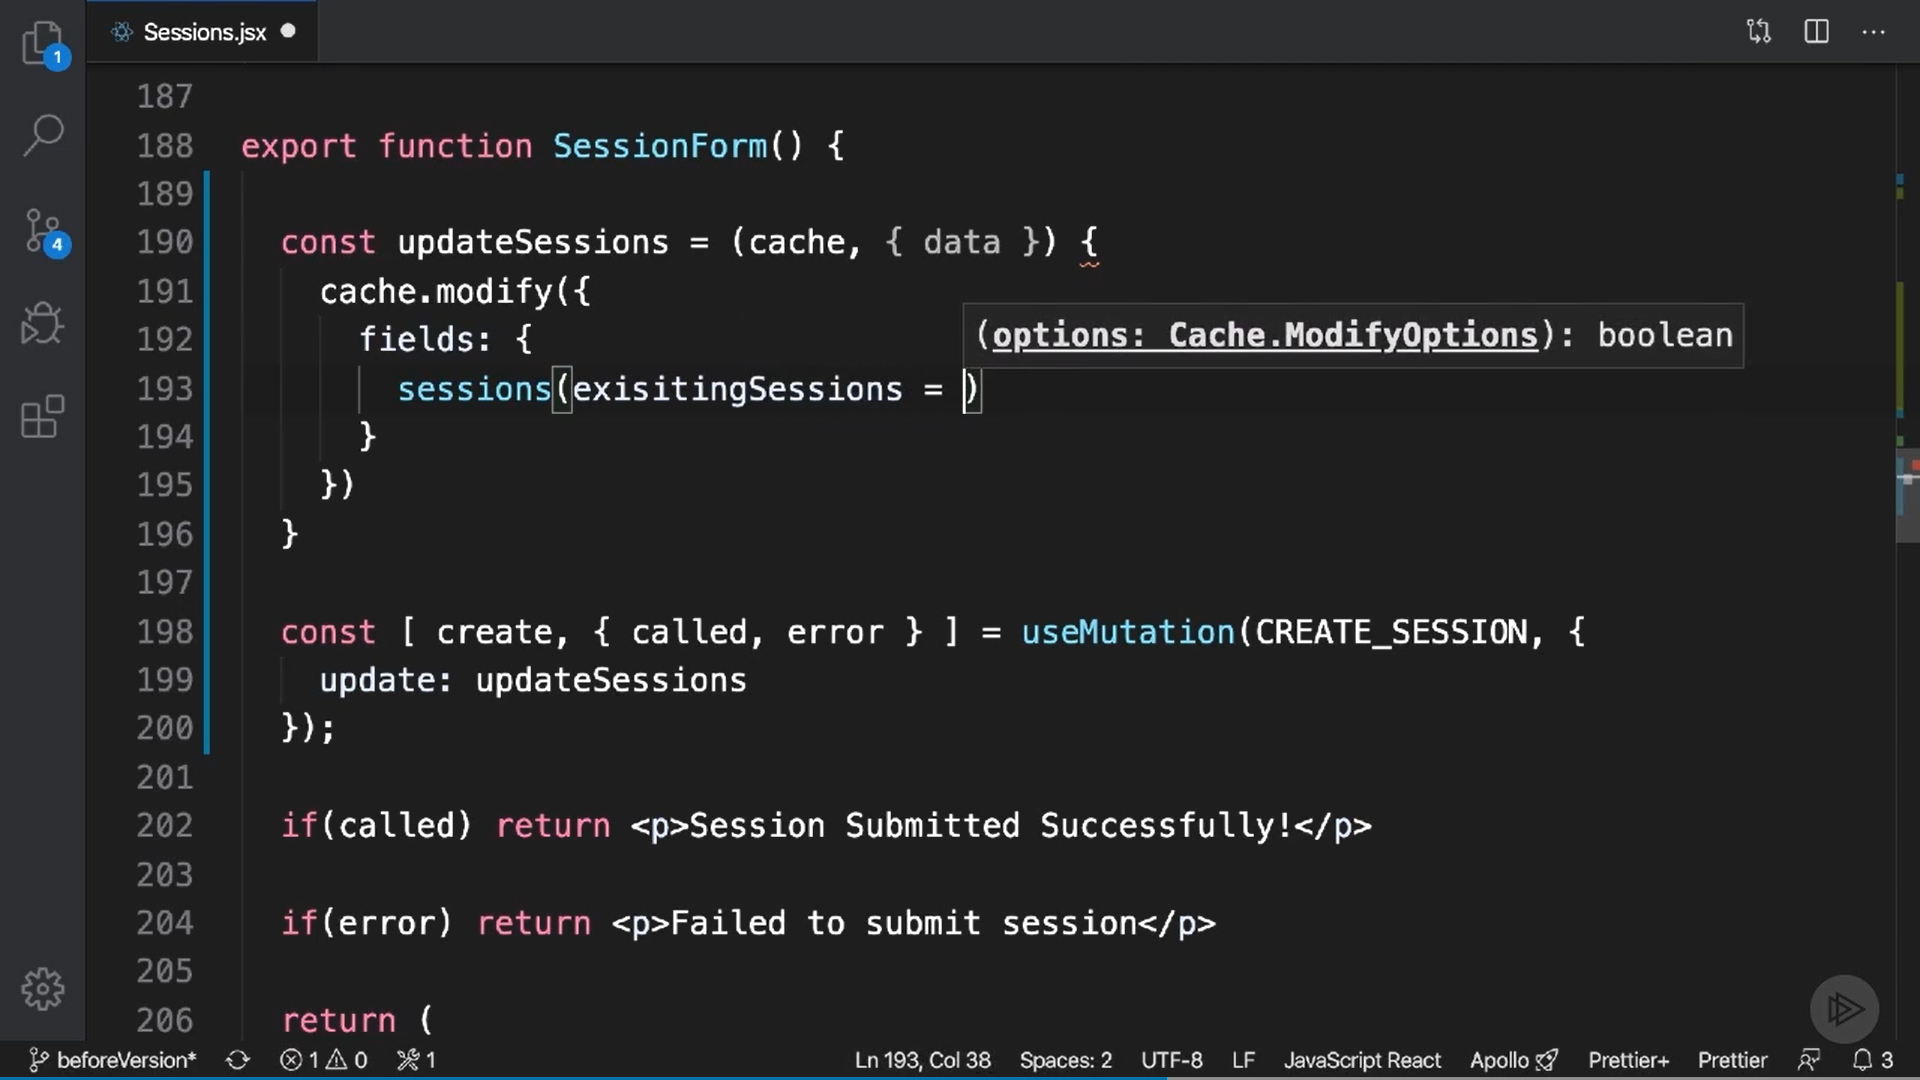 Sessions.jsx
1
4
187
188 export function SessionForm() {
189
190 const updateSessions = (cache, { data }) {
191 cache.modify({
192 fields: {
(options: Cache.ModifyOptions): boolean
193 sessions(exisitingSessions = )
194 }
195 })
196 }
197
198 const [ create, { called, error } ] = useMutation(CREATE_SESSION, {
199 update: updateSessions
200 });
201
202 if(called) return <p>Session Submitted Successfully!</p>
203
204 if(error) return <p>Failed to submit session</p>
205
206 return (
beforeVersion* 1 0 1 Ln 193, Col 38 Spaces: 2 UTF-8 LF JavaScript React Apollo Prettier+ Prettier 3